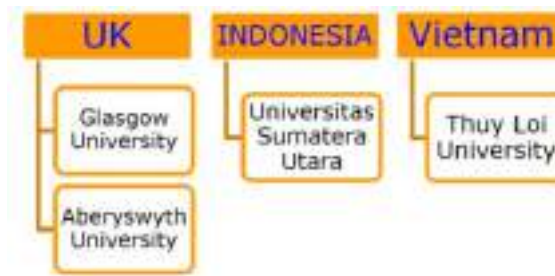 UK
Glasgow
University
Aberyswyth
University
INDONESIA
Universitas
Sumatera
Utara
Vietnam
Thuy Loi
University